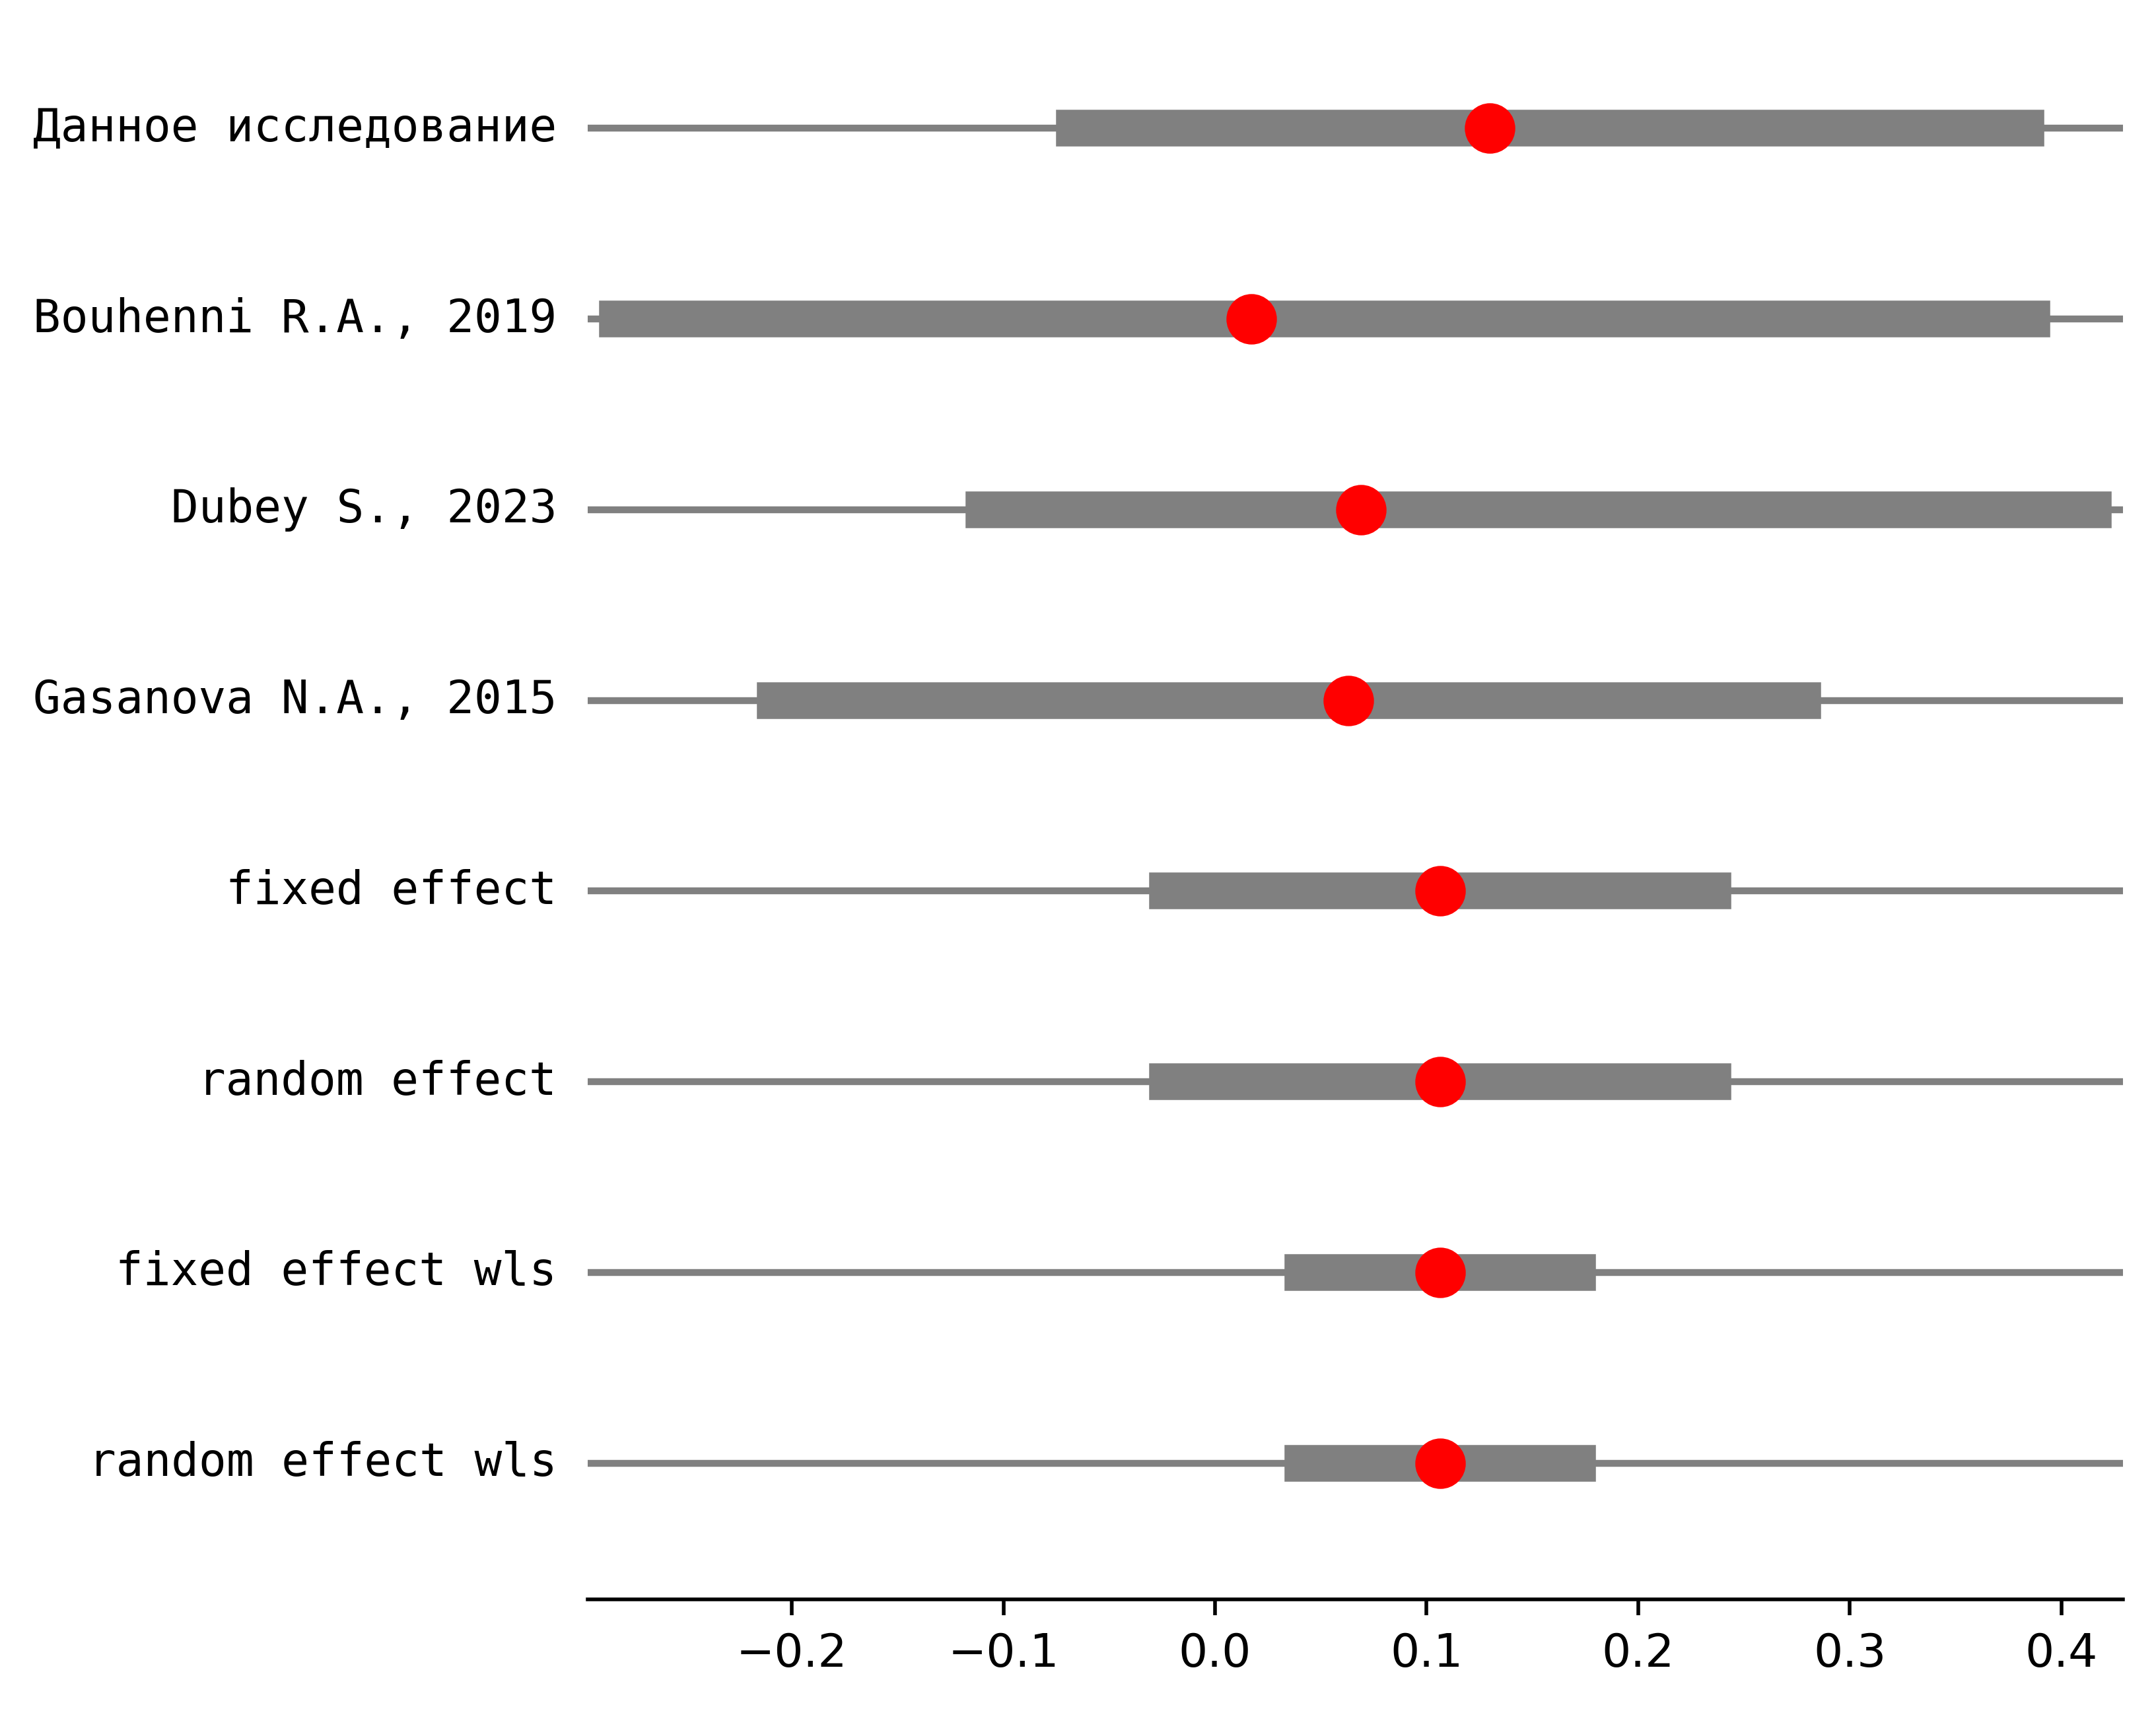 Данное исследование
Bouhenni R.A., 2019
Dubey S., 2023
Gasanova N.A., 2015
fixed effect
random effect
fixed effect wls
random effect wls
−0.2 −0.1 0.0 0.1 0.2 0.3 0.4